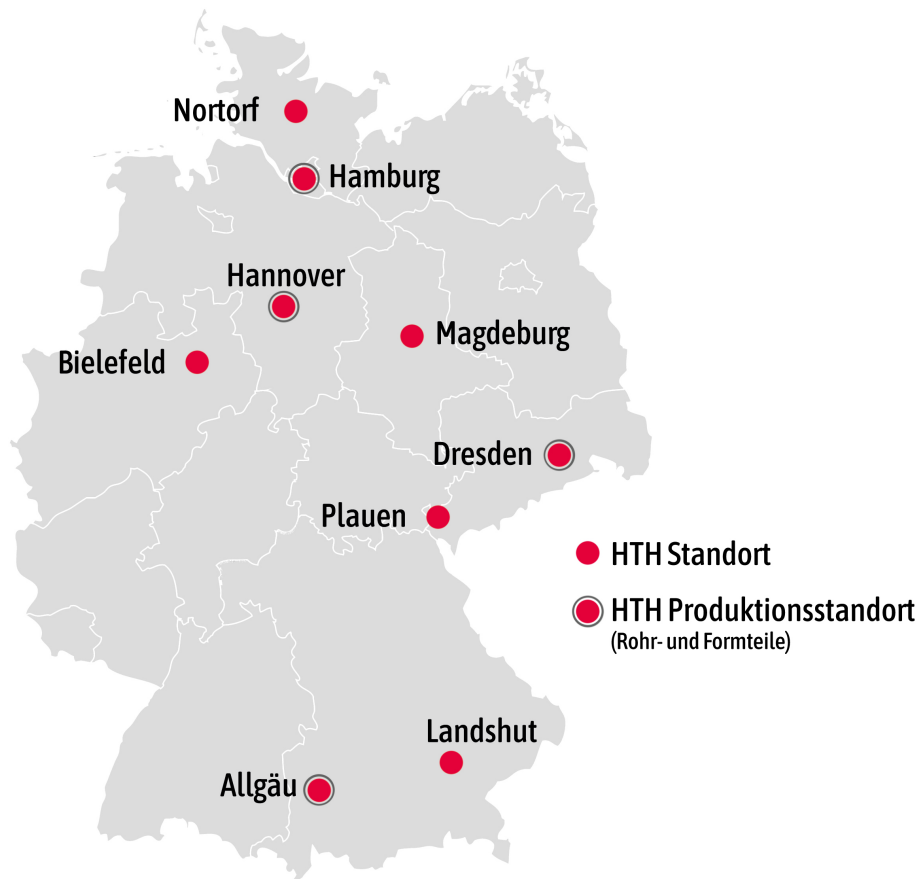 Nortorf
Hamburg
Hannover
Magdeburg
Bielefeld
Dresden
Plauen
HTH Standort
HTH Produktionsstandort
(Rohr- und Formteile)
Landshut
Allgäu